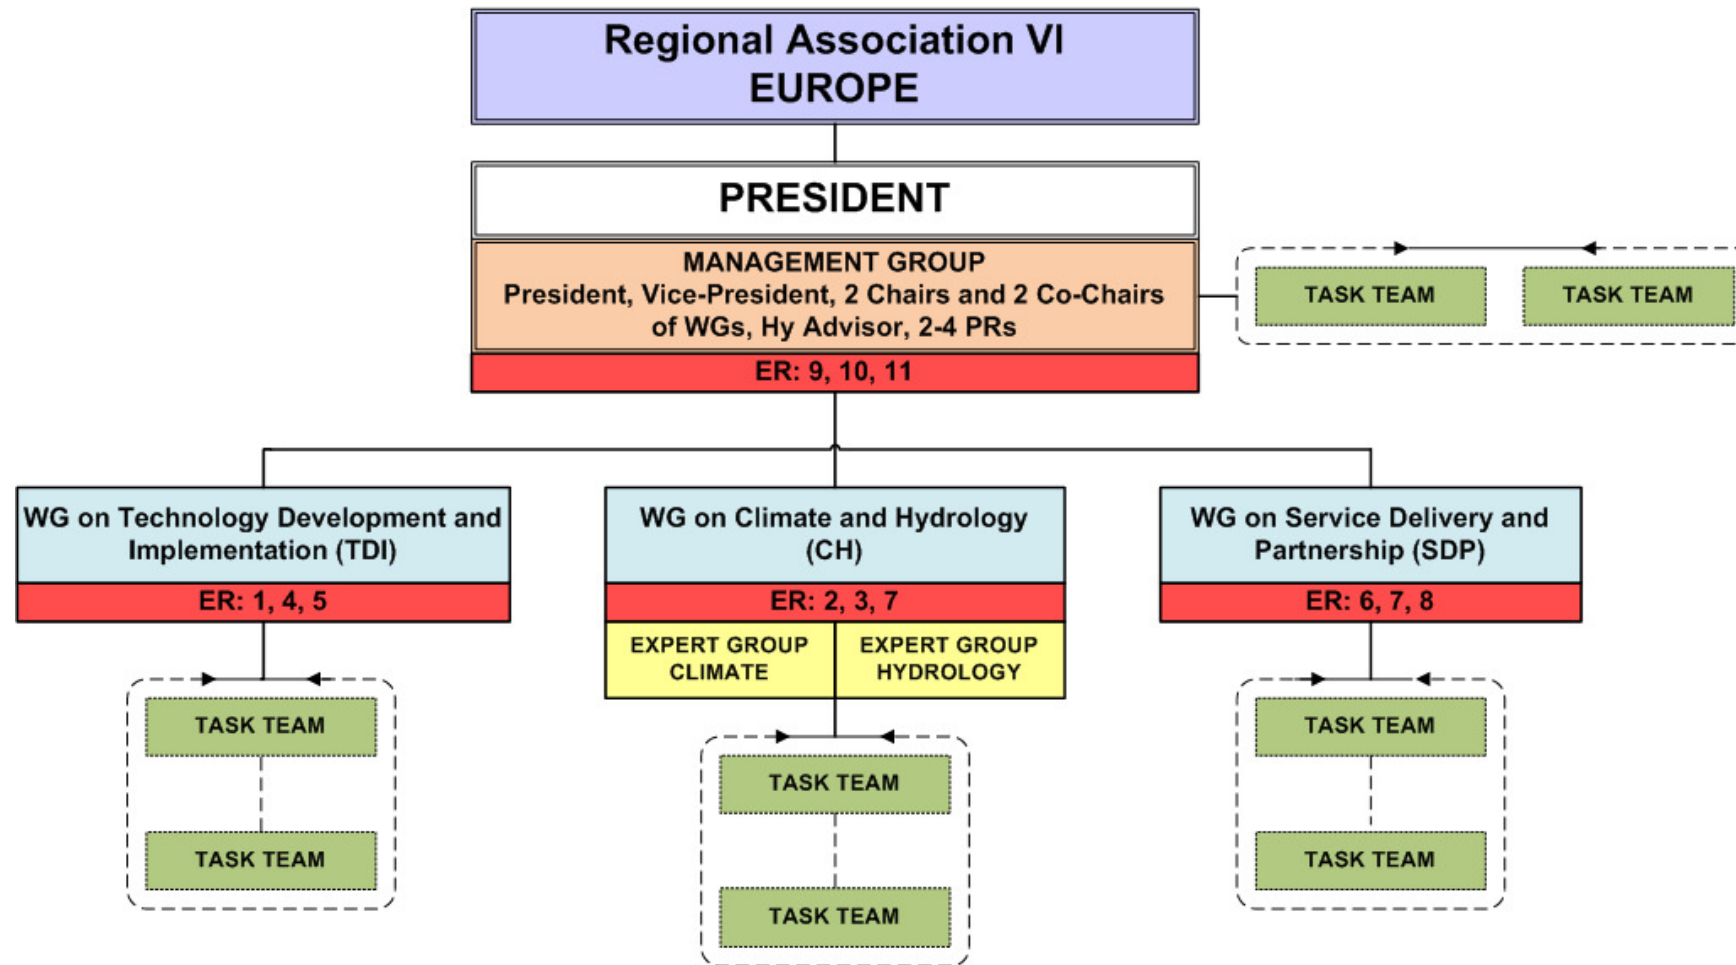 Regional Association VI
EUROPE
PRESIDENT
MANAGEMENT GROUP
President, Vice-President, 2 Chairs and 2 Co-Chairs
of WGs, Hy Advisor, 2-4 PRs
ER: 9, 10, 11
TASK TEAM
TASK TEAM
WG on Technology Development and
Implementation (TDI)
ER: 1, 4, 5
TASK TEAM
TASK TEAM
WG on Climate and Hydrology
(CH)
ER: 2, 3, 7
EXPERT GROUP
CLIMATE
EXPERT GROUP
HYDROLOGY
TASK TEAM
TASK TEAM
WG on Service Delivery and
Partnership (SDP)
ER: 6, 7, 8
TASK TEAM
TASK TEAM